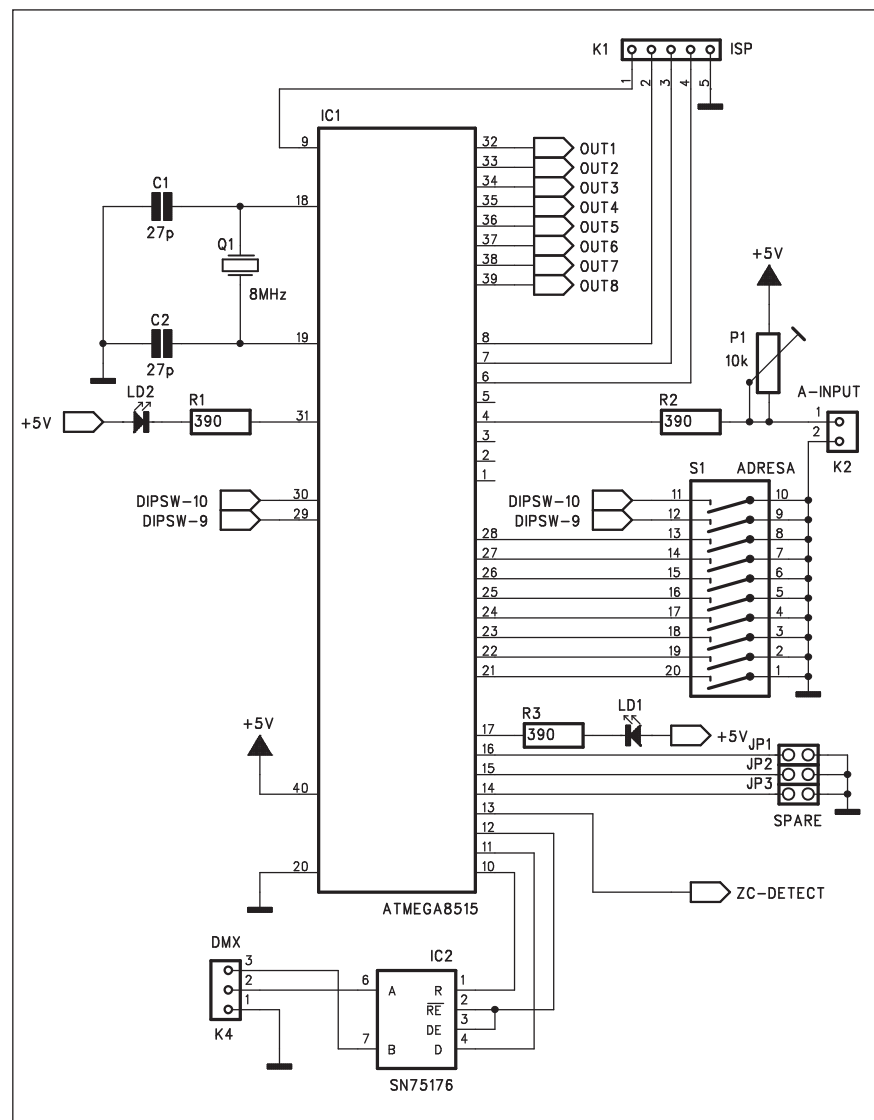 K1 ISP
1 2 3 4 5
IC1
9
32 OUT1
33 OUT2
34 OUT3
35 OUT4
36 OUT5
37 OUT6
38 OUT7
39 OUT8
C1
27p
18
Q1
8MHz
C2
27p
19
8
7
6
5
4
3
2
1
+5V
P1
10k
A-INPUT
1
2
K2
R2
390
LD2
R1
390
+5V
31
DIPSW-10 30
DIPSW-9 29
S1 ADRESA
DIPSW-10 11 10
DIPSW-9 12 9
28 13 8
27 14 7
26 15 6
25 16 5
24 17 4
23 18 3
22 19 2
21 20 1
+5V
40
20
17
R3
390
LD1
+5V
16 JP1
15 JP2
14 JP3
SPARE
13
12
11
10
ZC-DETECT
ATMEGA8515
DMX
3
2
1
K4
IC2
6 A R 1
RE 2
DE 3
7 B D 4
SN75176